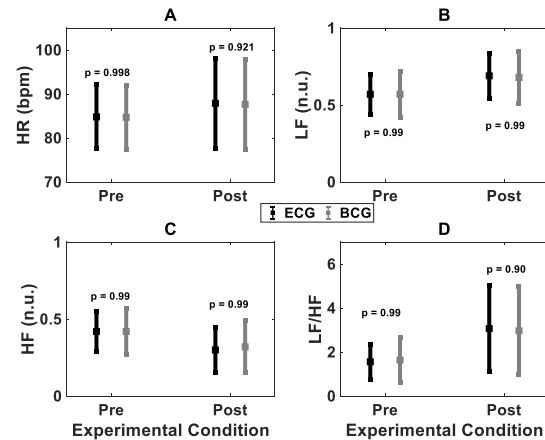 A
HR (bpm)
100
90
80
70
p = 0.998
p = 0.921
Pre
Post
B
LF (n.u.)
1
0.5
0
p = 0.99
p = 0.99
Pre
Post
ECG BCG
C
HF (n.u.)
1
0.5
0
p = 0.99
p = 0.99
Pre
Post
Experimental Condition
D
LF/HF
6
4
2
0
p = 0.99
p = 0.90
Pre
Post
Experimental Condition